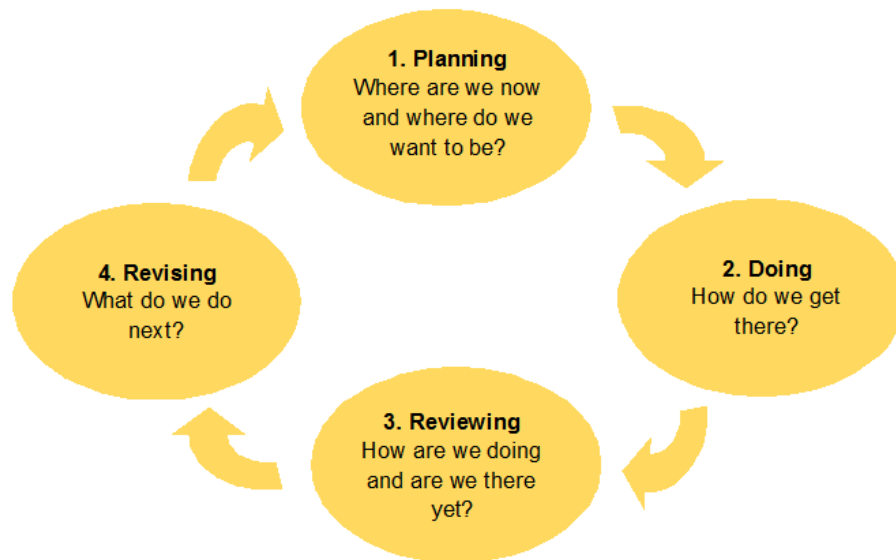 1. Planning
Where are we now
and where do we
want to be?
2. Doing
How do we get
there?
3. Reviewing
How are we doing
and are we there
yet?
4. Revising
What do we do
next?